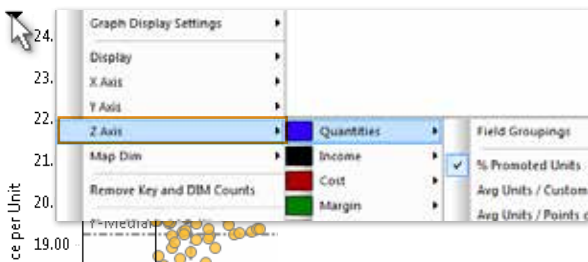 Graph Display Settings
24.
Display
23.
X Axis
Y Axis
22.
Z Axis
Quantities
Field Groupings
Map Dim
Income
% Promoted Units
21.
Cost
Avg Units / Custom
Remove Key and DIM Counts
20.
Margin
Avg Units / Points
Y-Median
19.00
ce per Unit